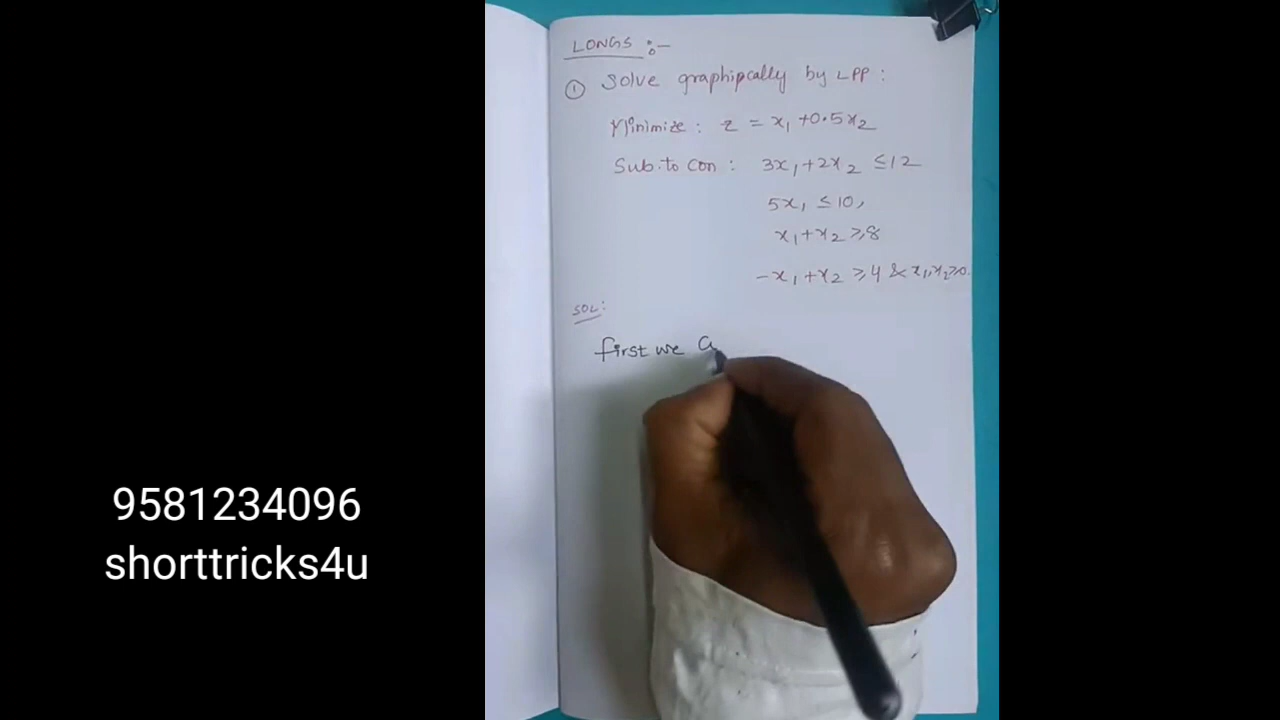 LONGS :-
① Solve graphically by LPP :
Minimize : z = x₁ + 0.5x₂
Sub. to con : 3x₁ + 2x₂ ≤ 12
5x₁ ≤ 10,
x₁ + x₂ ≥ 8
-x₁ + x₂ ≥ 4 & x₁, x₂ ≥ 0.
SOL :
first we
9581234096
shorttricks4u